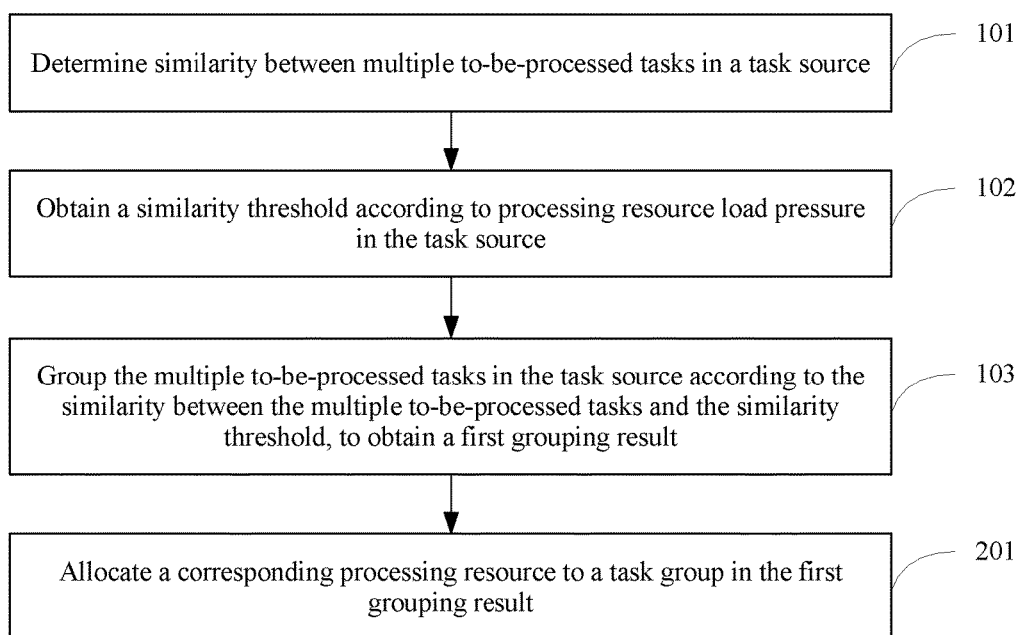 101
Determine similarity between multiple to-be-processed tasks in a task source
102
Obtain a similarity threshold according to processing resource load pressure
in the task source
103
Group the multiple to-be-processed tasks in the task source according to the
similarity between the multiple to-be-processed tasks and the similarity
threshold, to obtain a first grouping result
201
Allocate a corresponding processing resource to a task group in the first
grouping result